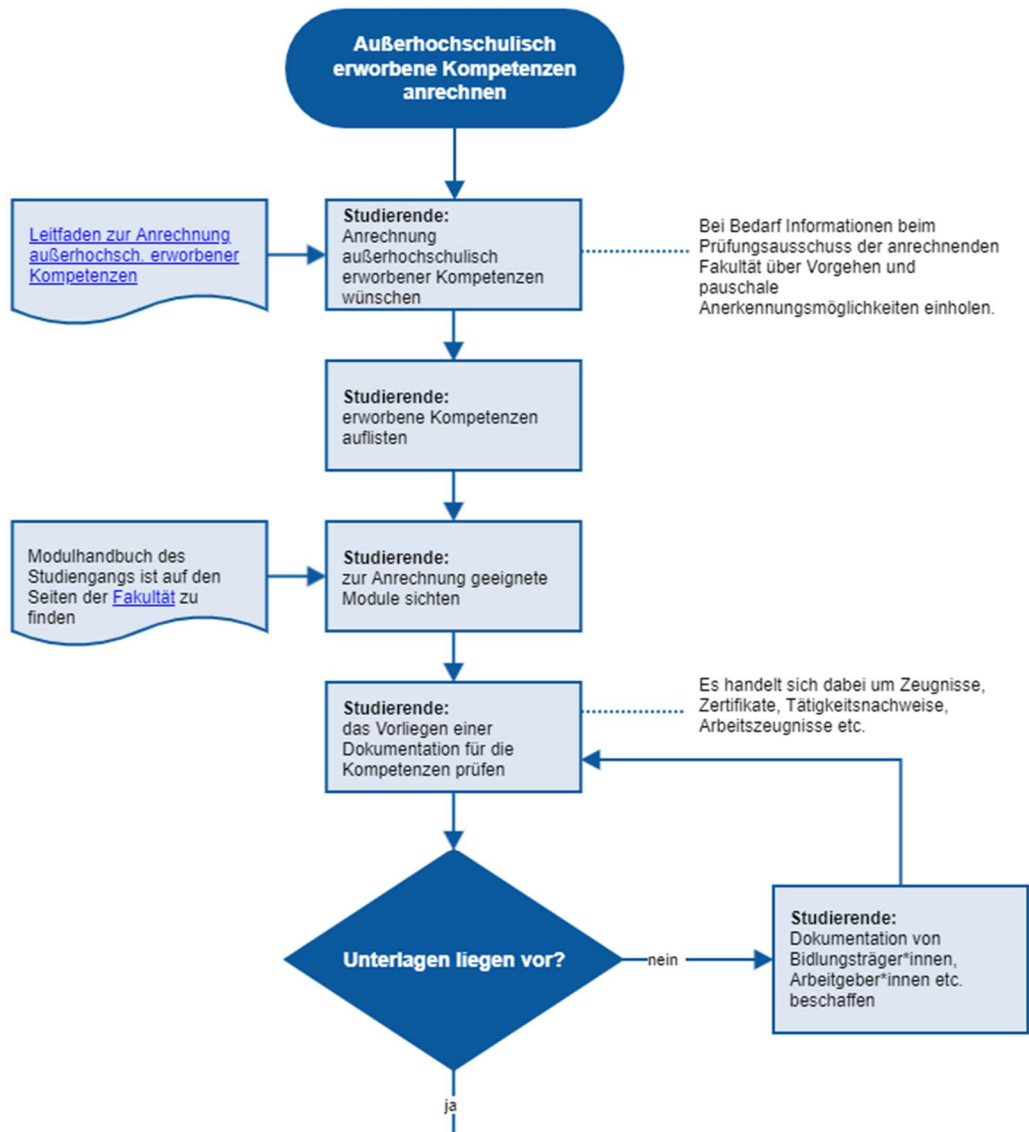 Außerhochschulisch
erworbene Kompetenzen
anrechnen
Leitfaden zur Anrechnung
außerhochsch. erworbener
Kompetenzen
Studierende:
Anrechnung
außerhochschulisch
erworbener Kompetenzen
wünschen
Bei Bedarf Informationen beim
Prüfungsausschuss der anrechnenden
Fakultät über Vorgehen und
pauschale
Anerkennungsmöglichkeiten einholen.
Studierende:
erworbene Kompetenzen
auflisten
Modulhandbuch des
Studiengangs ist auf den
Seiten der Fakultät zu
finden
Studierende:
zur Anrechnung geeignete
Module sichten
Studierende:
das Vorliegen einer
Dokumentation für die
Kompetenzen prüfen
Es handelt sich dabei um Zeugnisse,
Zertifikate, Tätigkeitsnachweise,
Arbeitszeugnisse etc.
Unterlagen liegen vor?
nein
Studierende:
Dokumentation von
Bidlungsträger*innen,
Arbeitgeber*innen etc.
beschaffen
ja